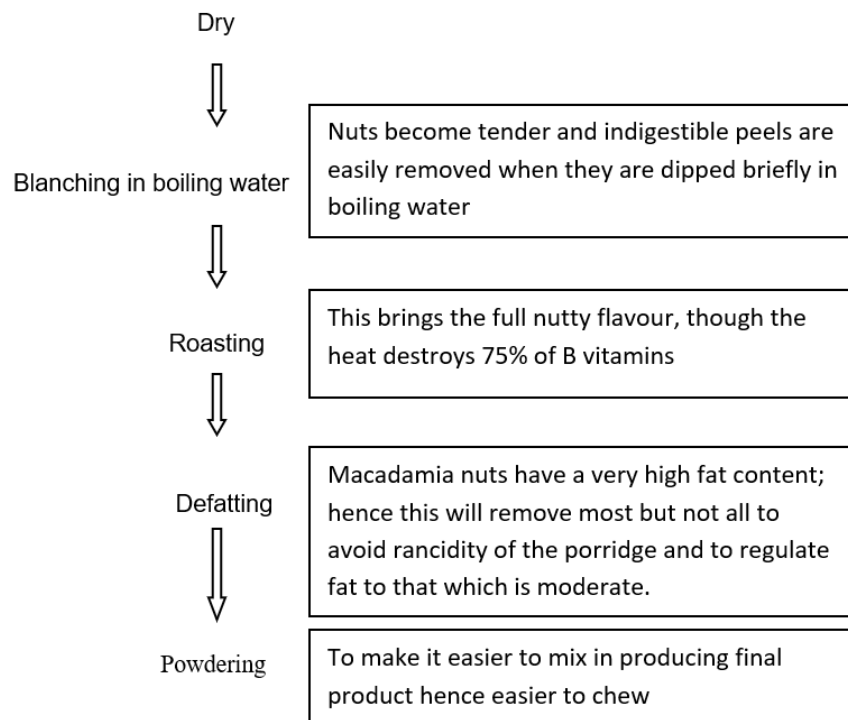 Dry
Blanching in boiling water
Nuts become tender and indigestible peels are
easily removed when they are dipped briefly in
boiling water
Roasting
This brings the full nutty flavour, though the
heat destroys 75% of B vitamins
Defatting
Macadamia nuts have a very high fat content;
hence this will remove most but not all to
avoid rancidity of the porridge and to regulate
fat to that which is moderate.
Powdering
To make it easier to mix in producing final
product hence easier to chew